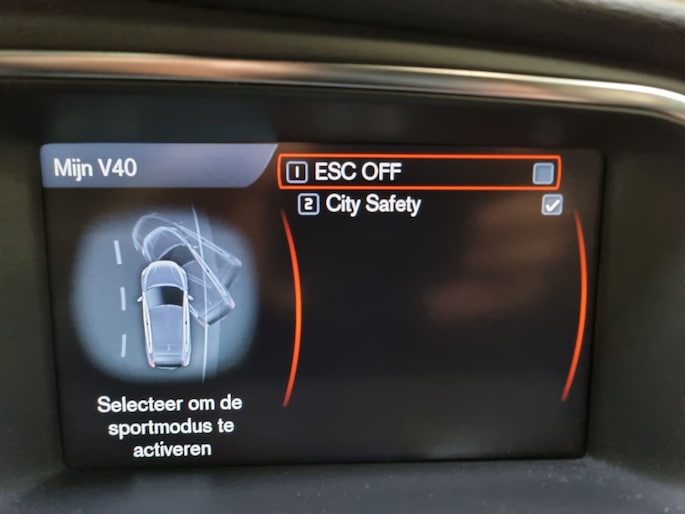 Mijn V40
1 ESC OFF
2 City Safety
Selecteer om de
sportmodus te
activeren